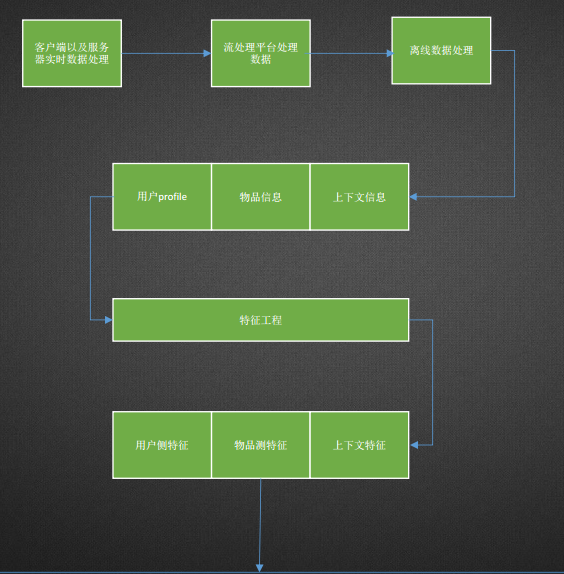 客户端以及服务
器实时数据处理
流处理平台处理
数据
离线数据处理
用户profile
物品信息
上下文信息
特征工程
用户侧特征
物品测特征
上下文特征